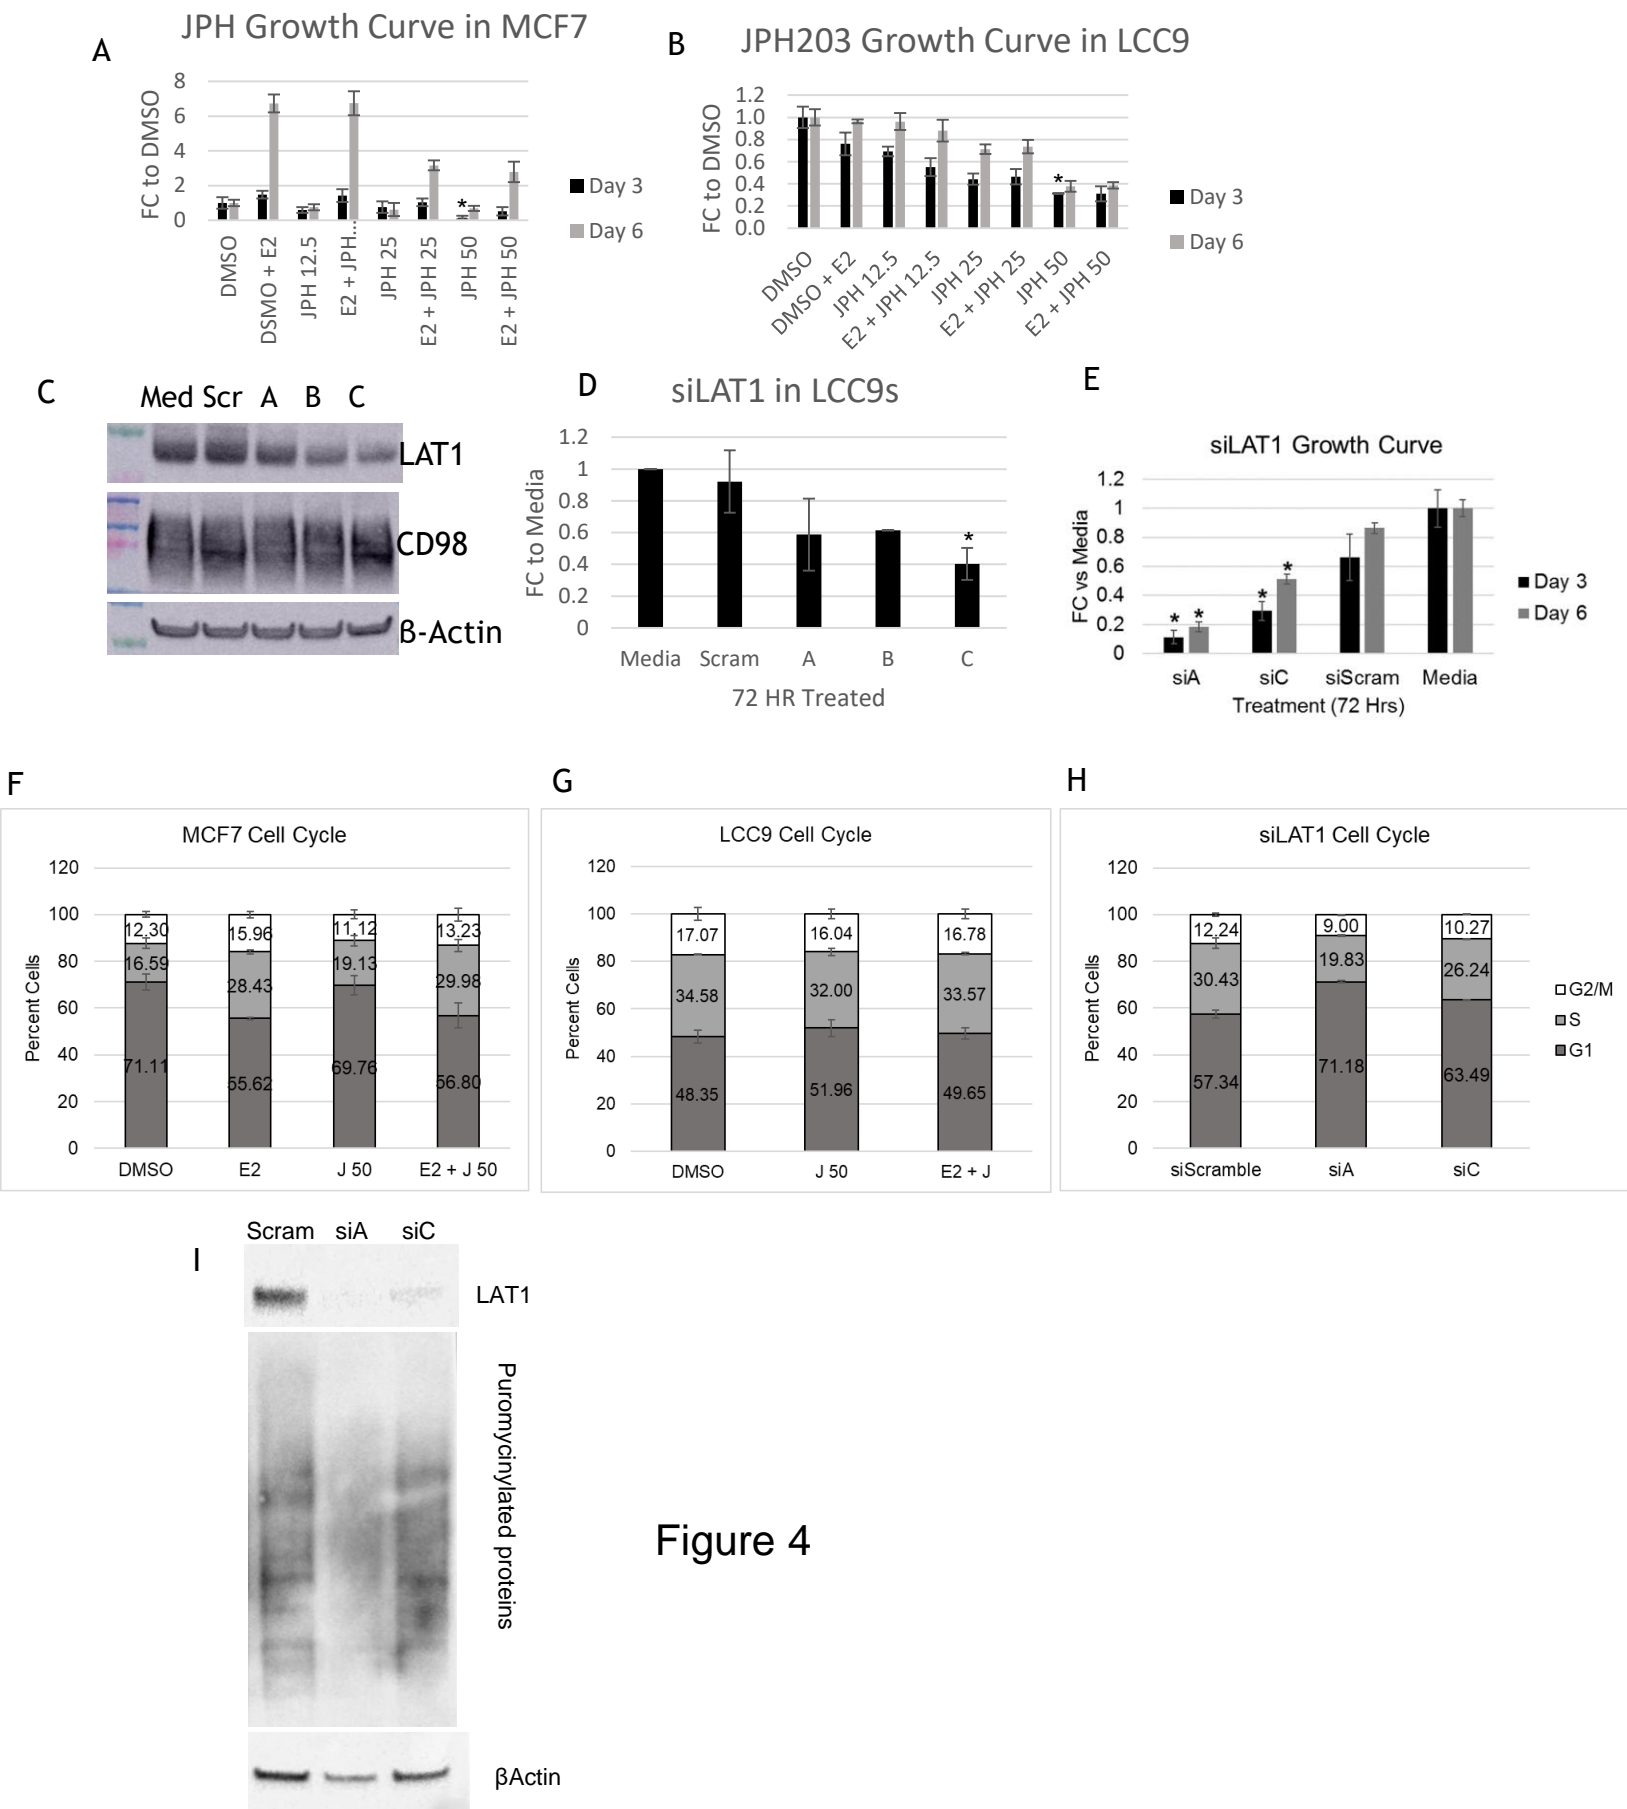 A
JPH Growth Curve in MCF7
FC to DMSO
8
6
4
2
0
*
DMSO
DSMO + E2
JPH 12.5
E2 + JPH...
JPH 25
E2 + JPH 25
JPH 50
E2 + JPH 50
Day 3
Day 6
B
JPH203 Growth Curve in LCC9
FC to DMSO
1.2
1.0
0.8
0.6
0.4
0.2
0.0
*
DMSO
DMSO + E2
JPH 12.5
E2 + JPH 12.5
JPH 25
E2 + JPH 25
JPH 50
E2 + JPH 50
Day 3
Day 6
C
Med Scr A B C
LAT1
CD98
ß-Actin
D
siLAT1 in LCC9s
FC to Media
1.2
1
0.8
0.6
0.4
0.2
0
*
Media Scram A B C
72 HR Treated
E
siLAT1 Growth Curve
FC vs Media
1.2
1
0.8
0.6
0.4
0.2
0
* * * *
siA siC siScram Media
Treatment (72 Hrs)
Day 3
Day 6
F
MCF7 Cell Cycle
Percent Cells
120
100
80
60
40
20
0
12.30 15.96 11.12 13.23
16.59 28.43 19.13 29.98
71.11 55.62 69.76 56.80
DMSO E2 J 50 E2 + J 50
G
LCC9 Cell Cycle
Percent Cells
120
100
80
60
40
20
0
17.07 16.04 16.78
34.58 32.00 33.57
48.35 51.96 49.65
DMSO J 50 E2 + J
H
siLAT1 Cell Cycle
Percent Cells
120
100
80
60
40
20
0
12.24 9.00 10.27
30.43 19.83 26.24
57.34 71.18 63.49
siScramble siA siC
G2/M
S
G1
I
Scram siA siC
LAT1
Puromycinylated proteins
βActin
Figure 4